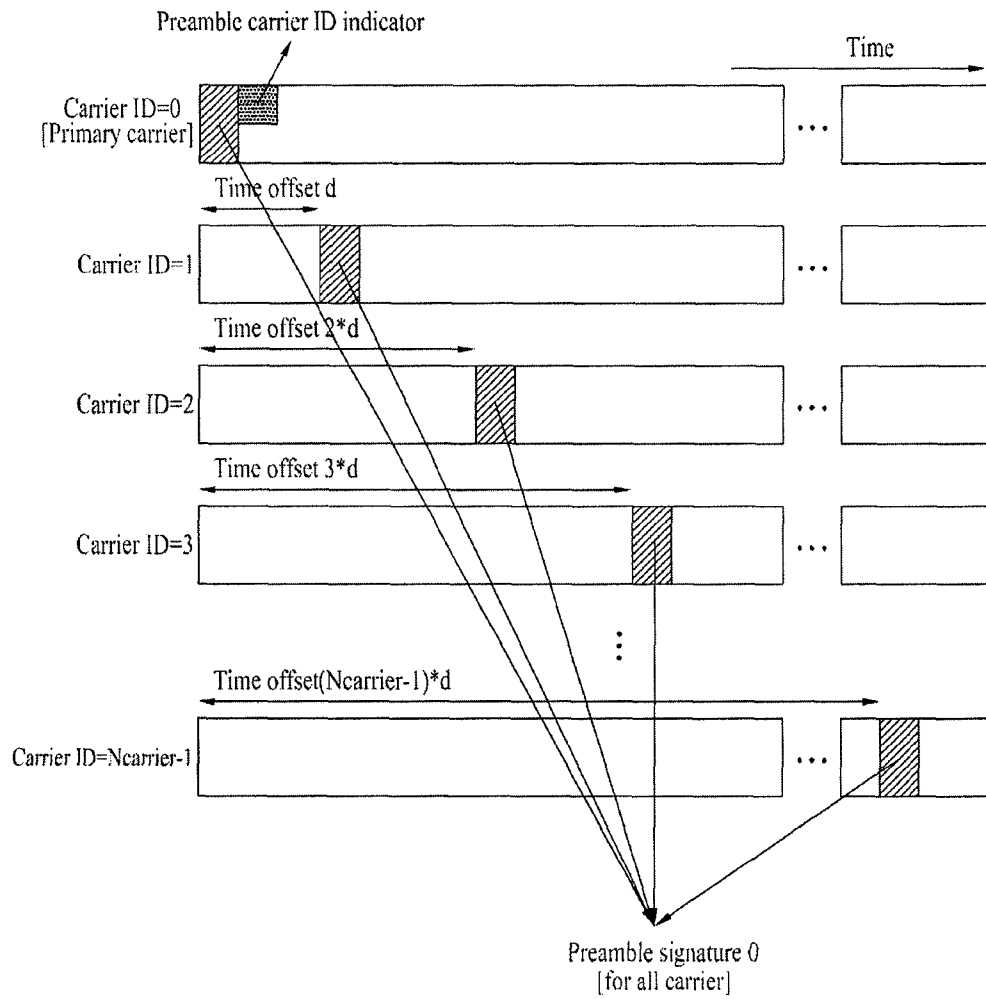 Preamble carrier ID indicator
Time
Carrier ID=0
[Primary carrier]
Time offset d
Carrier ID=1
Time offset 2*d
Carrier ID=2
Time offset 3*d
Carrier ID=3
Time offset(Ncarrier-1)*d
Carrier ID=Ncarrier-1
Preamble signature 0
[for all carrier]